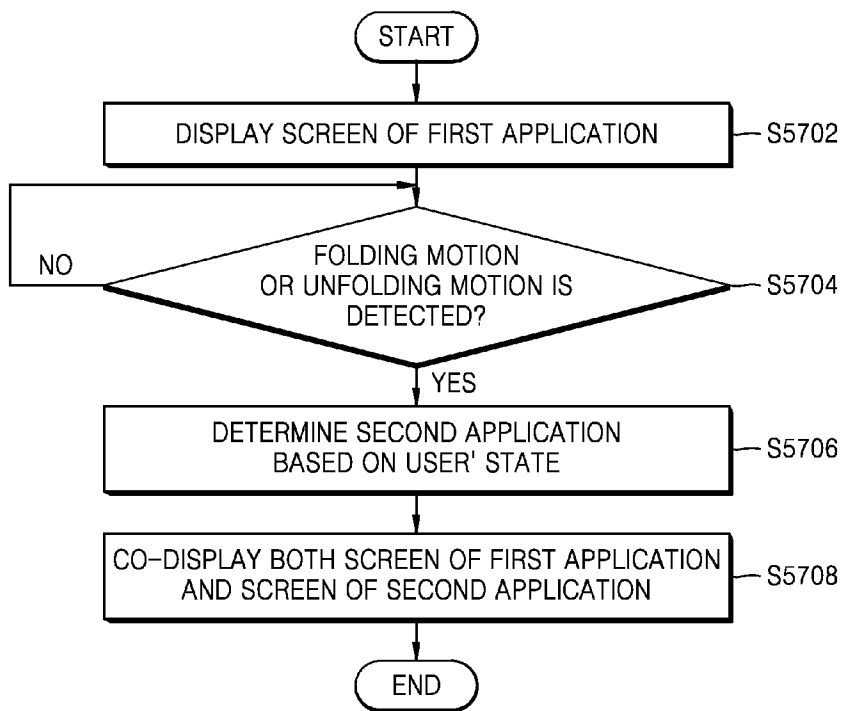 START
DISPLAY SCREEN OF FIRST APPLICATION
S5702
FOLDING MOTION
OR UNFOLDING MOTION IS
DETECTED?
S5704
NO
YES
DETERMINE SECOND APPLICATION
BASED ON USER' STATE
S5706
CO-DISPLAY BOTH SCREEN OF FIRST APPLICATION
AND SCREEN OF SECOND APPLICATION
S5708
END